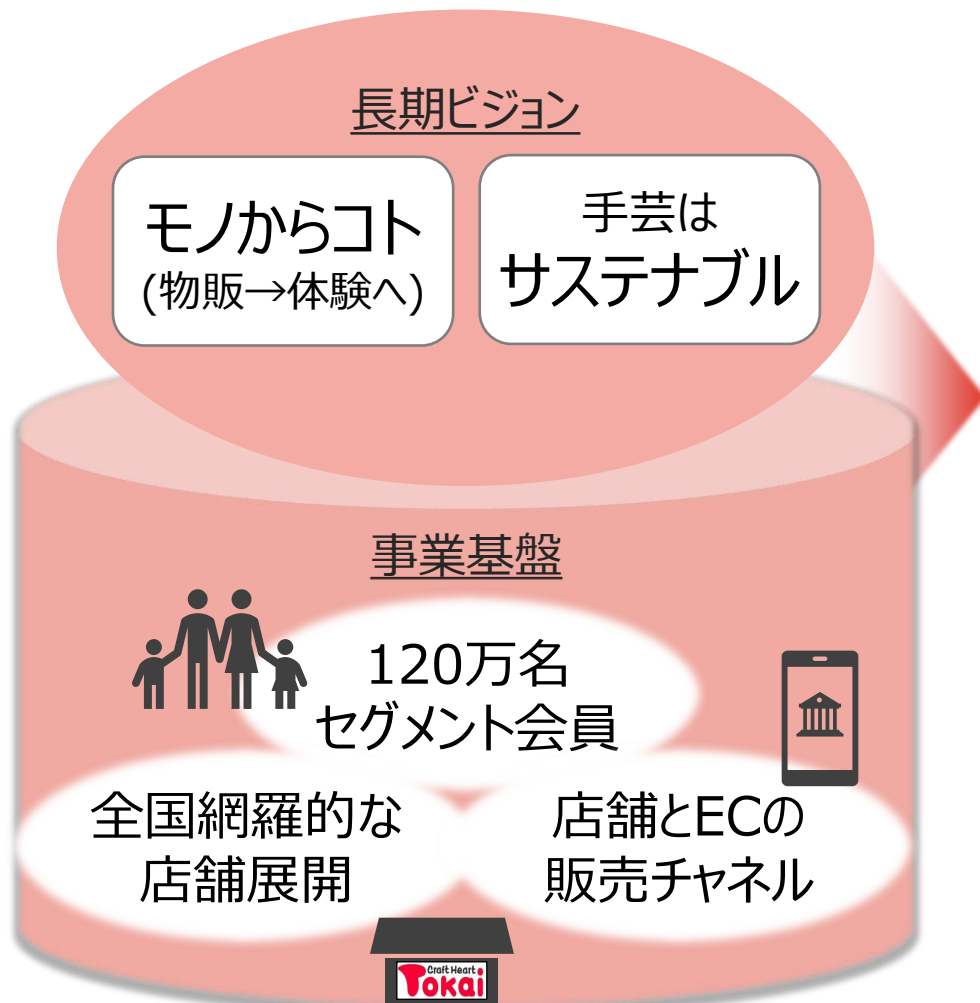 長期ビジョン
モノからコト
(物販→体験へ)
手芸は
サステナブル
事業基盤
120万名
セグメント会員
全国網羅的な
店舗展開
店舗とECの
販売チャネル
Craft Heart
Tokai